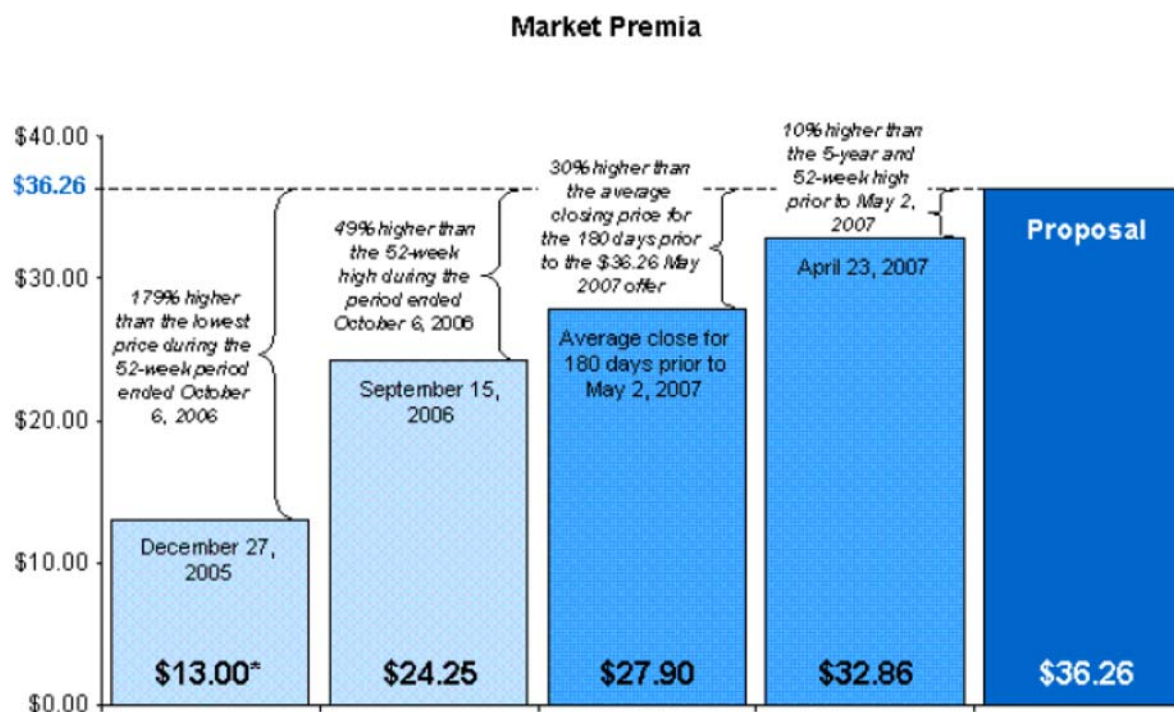 Market Premia
$40.00
$36.26
$30.00
$20.00
$10.00
$0.00
179% higher
than the lowest
price during the
52-week period
ended October
6, 2006
December 27,
2005
$13.00*
49% higher than
the 52-week
high during the
period ended
October 6, 2006
September 15,
2006
$24.25
30% higher than
the average
closing price for
the 180 days prior
to the $36.26 May
2007 offer
Average close for
180 days prior to
May 2, 2007
$27.90
10% higher than
the 5-year and
52-week high
prior to May 2,
2007
April 23, 2007
$32.86
Proposal
$36.26